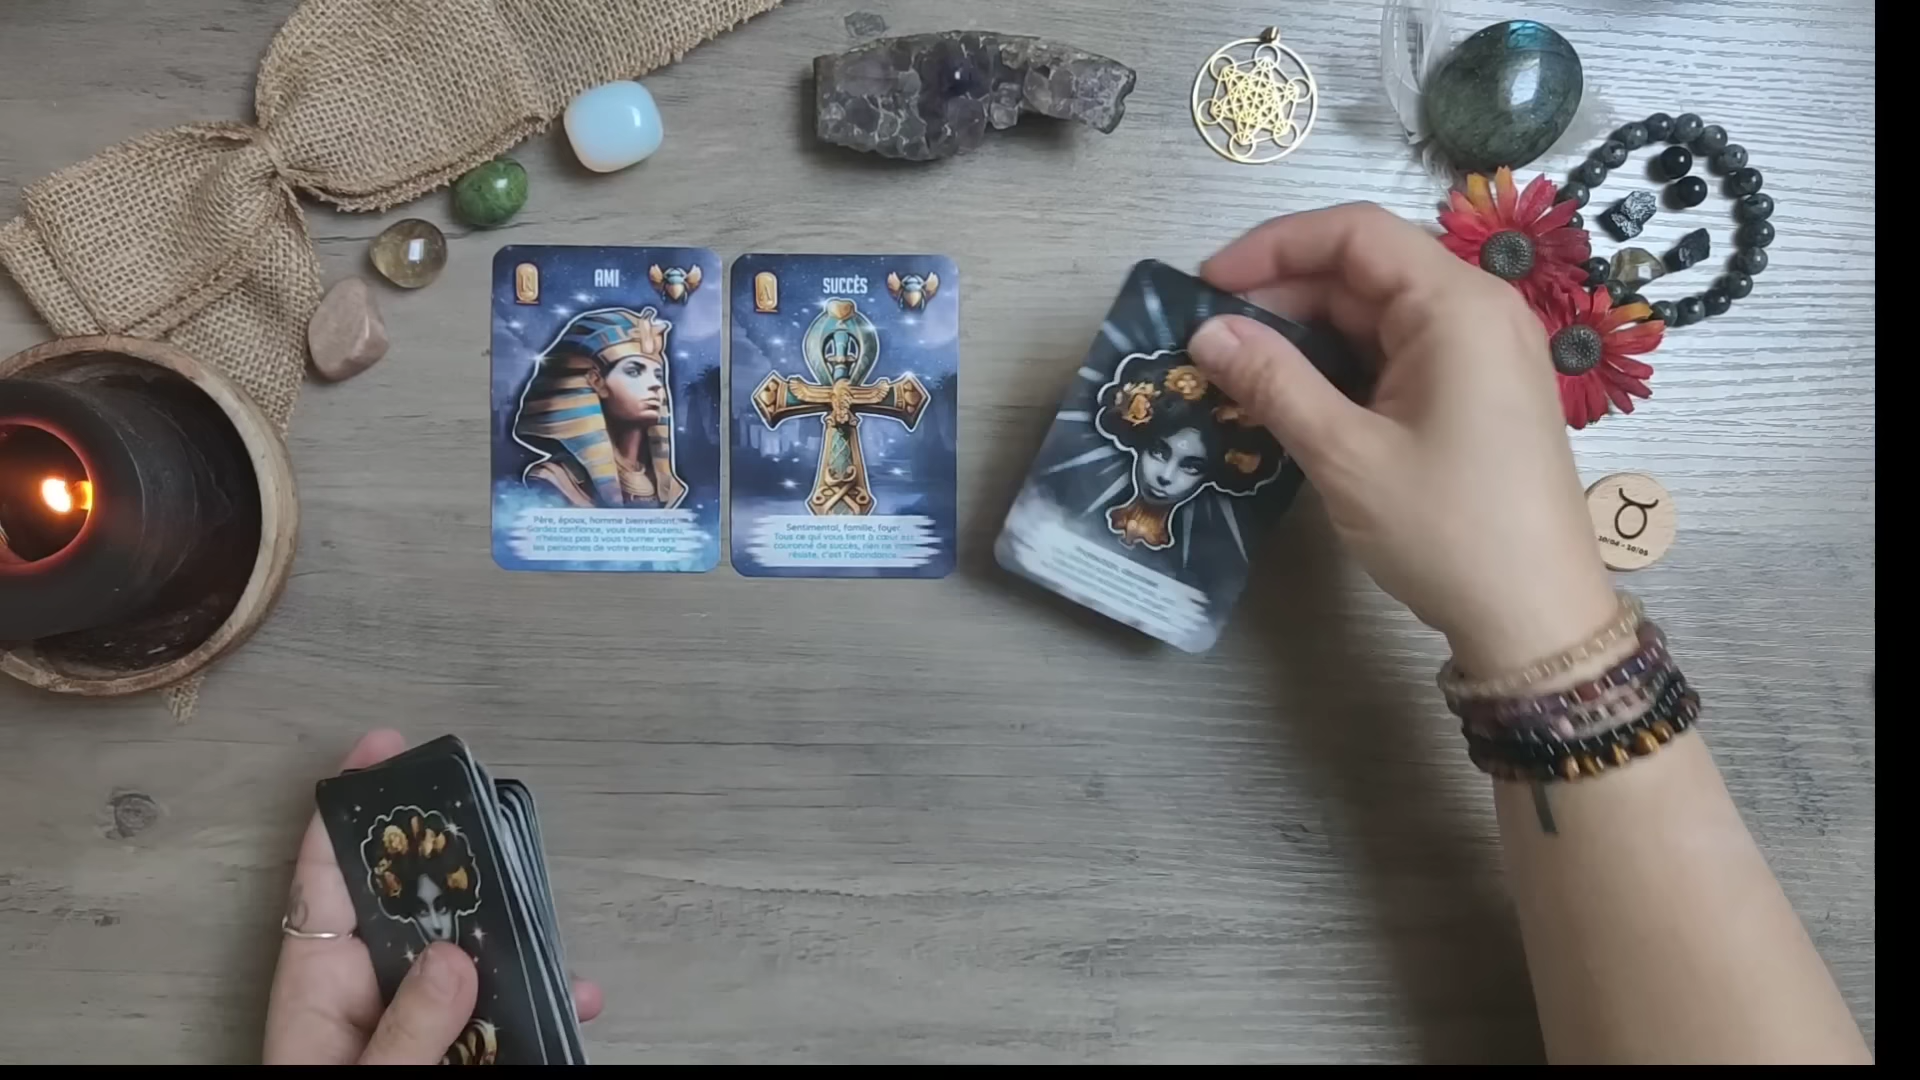 AMI
Père, époux, homme bienveillant.
Gardez confiance, vous êtes soutenu,
n'hésitez pas à vous tourner vers
les personnes de votre entourage.
SUCCÈS
Sentimental, famille, foyer.
Tous ce qui vous tient à cœur est
couronné de succès, rien ne vous
résiste, c'est l'abondance.